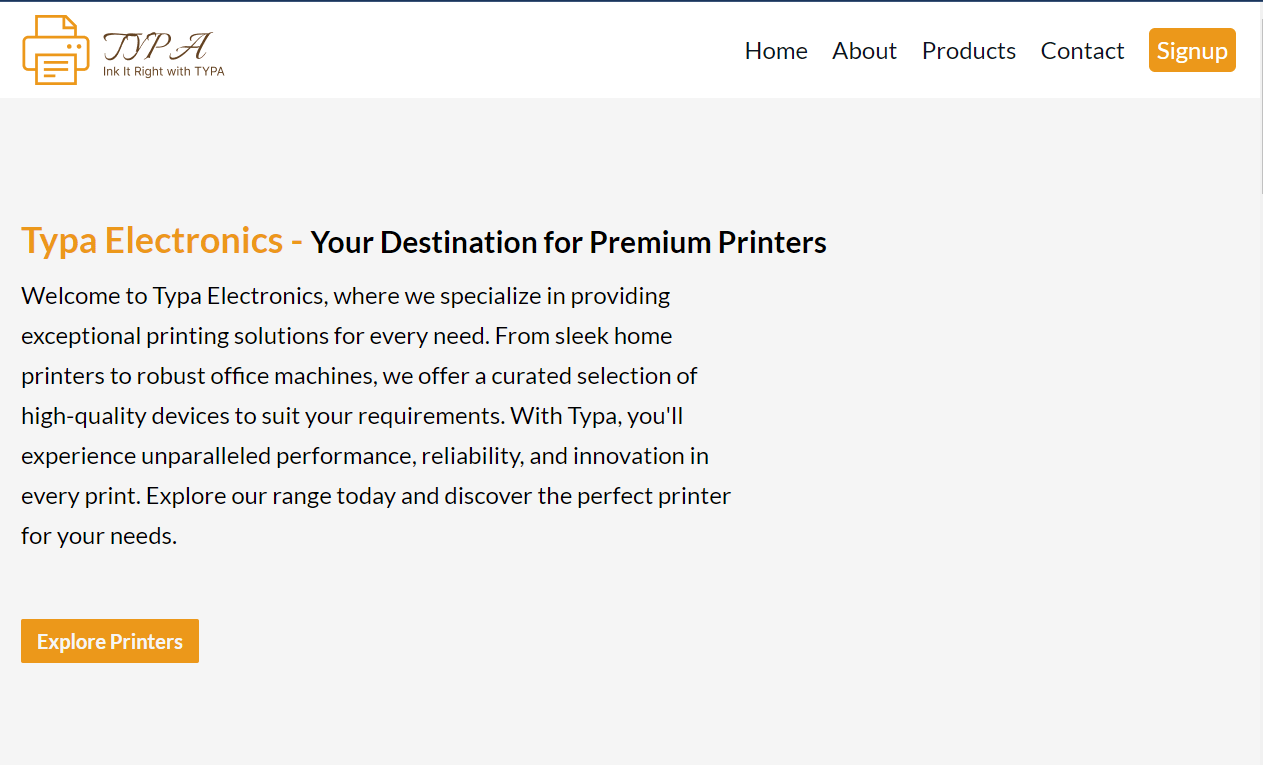 TYPA
Ink It Right with TYPA
Home About Products Contact Signup
Typa Electronics - Your Destination for Premium Printers
Welcome to Typa Electronics, where we specialize in providing
exceptional printing solutions for every need. From sleek home
printers to robust office machines, we offer a curated selection of
high-quality devices to suit your requirements. With Typa, you'll
experience unparalleled performance, reliability, and innovation in
every print. Explore our range today and discover the perfect printer
for your needs.
Explore Printers